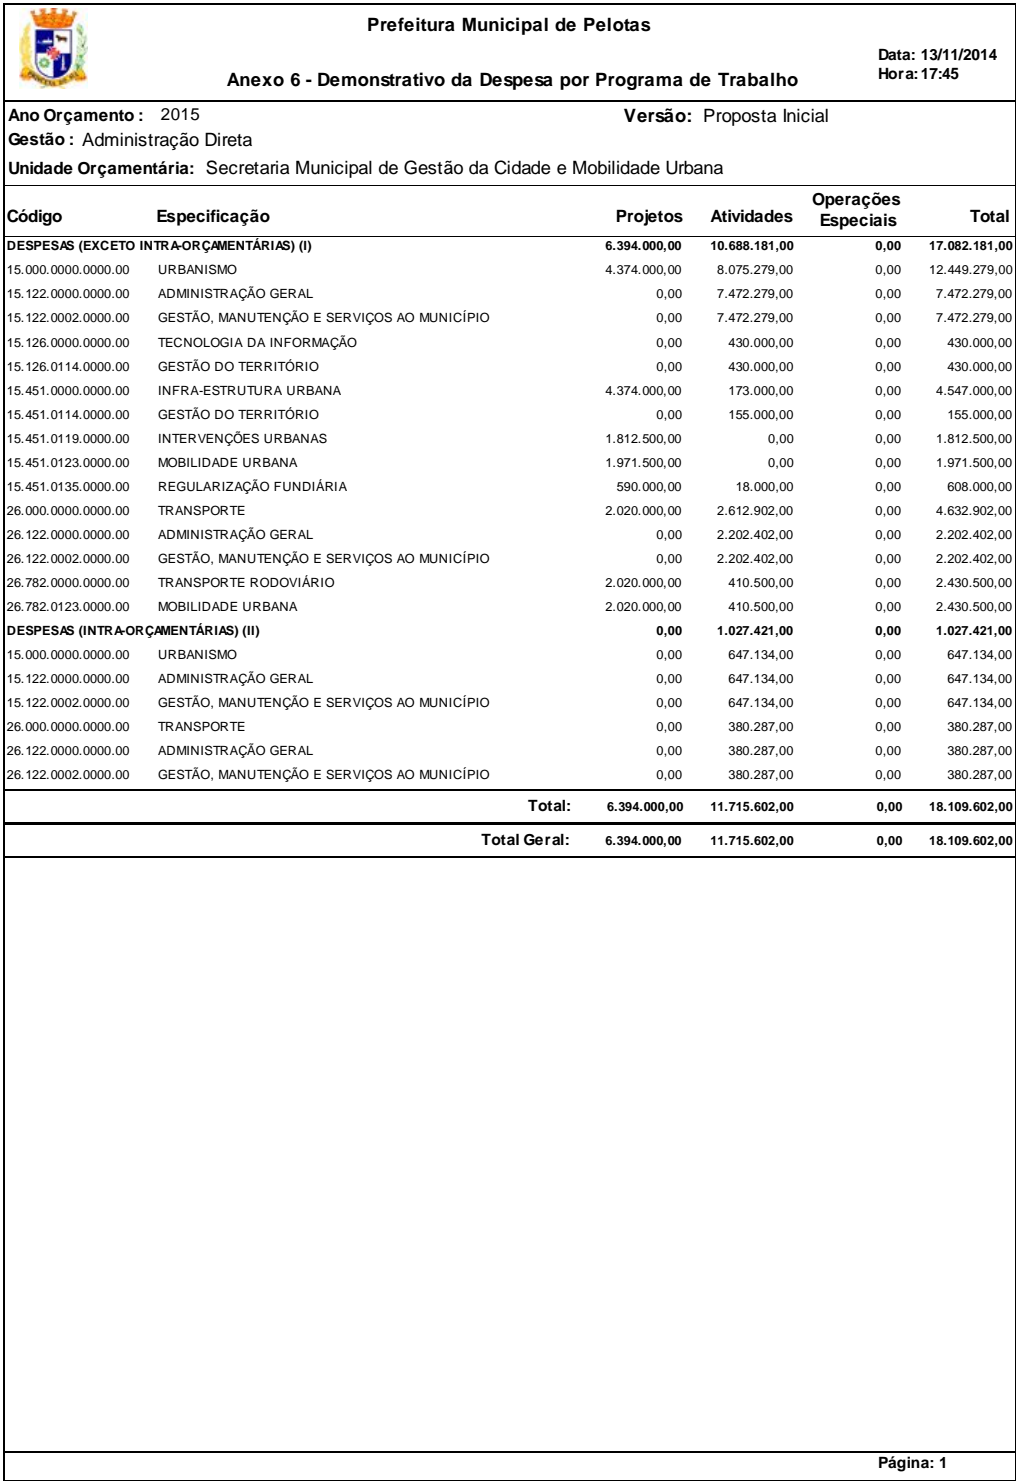 Prefeitura Municipal de Pelotas
Data: 13/11/2014
Hora: 17:45
Anexo 6 - Demonstrativo da Despesa por Programa de Trabalho
Ano Orçamento : 2015 Versão: Proposta Inicial
Gestão : Administração Direta
Unidade Orçamentária: Secretaria Municipal de Gestão da Cidade e Mobilidade Urbana
Código Especificação Projetos Atividades Operações Especiais Total
DESPESAS (EXCETO INTRA-ORÇAMENTÁRIAS) (I) 6.394.000,00 10.688.181,00 0,00 17.082.181,00
15.000.0000.0000.00 URBANISMO 4.374.000,00 8.075.279,00 0,00 12.449.279,00
15.122.0000.0000.00 ADMINISTRAÇÃO GERAL 0,00 7.472.279,00 0,00 7.472.279,00
15.122.0002.0000.00 GESTÃO, MANUTENÇÃO E SERVIÇOS AO MUNICÍPIO 0,00 7.472.279,00 0,00 7.472.279,00
15.126.0000.0000.00 TECNOLOGIA DA INFORMAÇÃO 0,00 430.000,00 0,00 430.000,00
15.126.0114.0000.00 GESTÃO DO TERRITÓRIO 0,00 430.000,00 0,00 430.000,00
15.451.0000.0000.00 INFRA-ESTRUTURA URBANA 4.374.000,00 173.000,00 0,00 4.547.000,00
15.451.0114.0000.00 GESTÃO DO TERRITÓRIO 0,00 155.000,00 0,00 155.000,00
15.451.0119.0000.00 INTERVENÇÕES URBANAS 1.812.500,00 0,00 0,00 1.812.500,00
15.451.0123.0000.00 MOBILIDADE URBANA 1.971.500,00 0,00 0,00 1.971.500,00
15.451.0135.0000.00 REGULARIZAÇÃO FUNDIÁRIA 590.000,00 18.000,00 0,00 608.000,00
26.000.0000.0000.00 TRANSPORTE 2.020.000,00 2.612.902,00 0,00 4.632.902,00
26.122.0000.0000.00 ADMINISTRAÇÃO GERAL 0,00 2.202.402,00 0,00 2.202.402,00
26.122.0002.0000.00 GESTÃO, MANUTENÇÃO E SERVIÇOS AO MUNICÍPIO 0,00 2.202.402,00 0,00 2.202.402,00
26.782.0000.0000.00 TRANSPORTE RODOVIÁRIO 2.020.000,00 410.500,00 0,00 2.430.500,00
26.782.0123.0000.00 MOBILIDADE URBANA 2.020.000,00 410.500,00 0,00 2.430.500,00
DESPESAS (INTRA-ORÇAMENTÁRIAS) (II) 0,00 1.027.421,00 0,00 1.027.421,00
15.000.0000.0000.00 URBANISMO 0,00 647.134,00 0,00 647.134,00
15.122.0000.0000.00 ADMINISTRAÇÃO GERAL 0,00 647.134,00 0,00 647.134,00
15.122.0002.0000.00 GESTÃO, MANUTENÇÃO E SERVIÇOS AO MUNICÍPIO 0,00 647.134,00 0,00 647.134,00
26.000.0000.0000.00 TRANSPORTE 0,00 380.287,00 0,00 380.287,00
26.122.0000.0000.00 ADMINISTRAÇÃO GERAL 0,00 380.287,00 0,00 380.287,00
26.122.0002.0000.00 GESTÃO, MANUTENÇÃO E SERVIÇOS AO MUNICÍPIO 0,00 380.287,00 0,00 380.287,00
Total: 6.394.000,00 11.715.602,00 0,00 18.109.602,00
Total Geral: 6.394.000,00 11.715.602,00 0,00 18.109.602,00
Página: 1